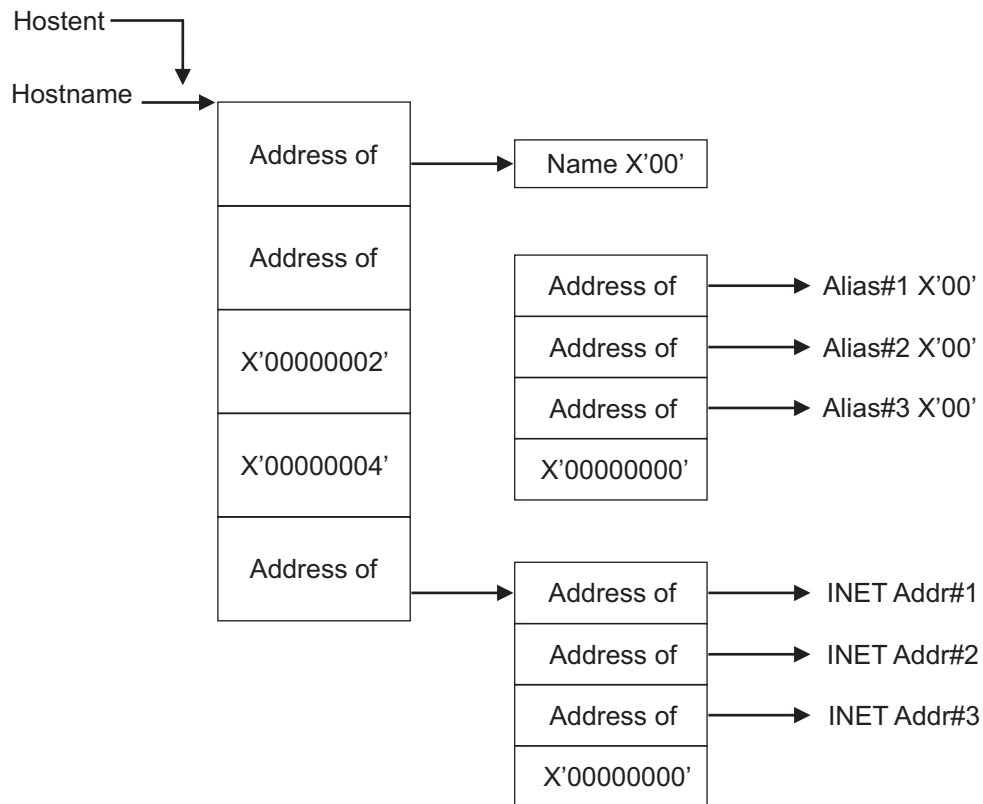 Hostent
Hostname
Address of
Name X’00’
Address of
Address of
Alias#1 X’00’
X’00000002’
Address of
Alias#2 X’00’
Address of
Alias#3 X’00’
X’00000004’
X’00000000’
Address of
Address of
INET Addr#1
Address of
INET Addr#2
Address of
INET Addr#3
X’00000000’